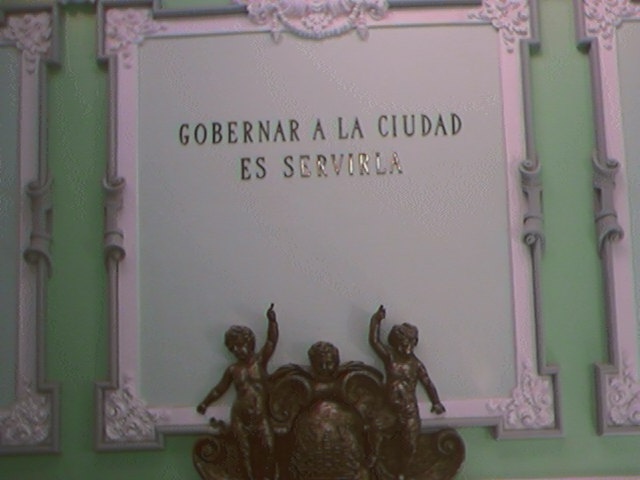 GOBERNAR A LA CIUDAD
ES SERVIRLA